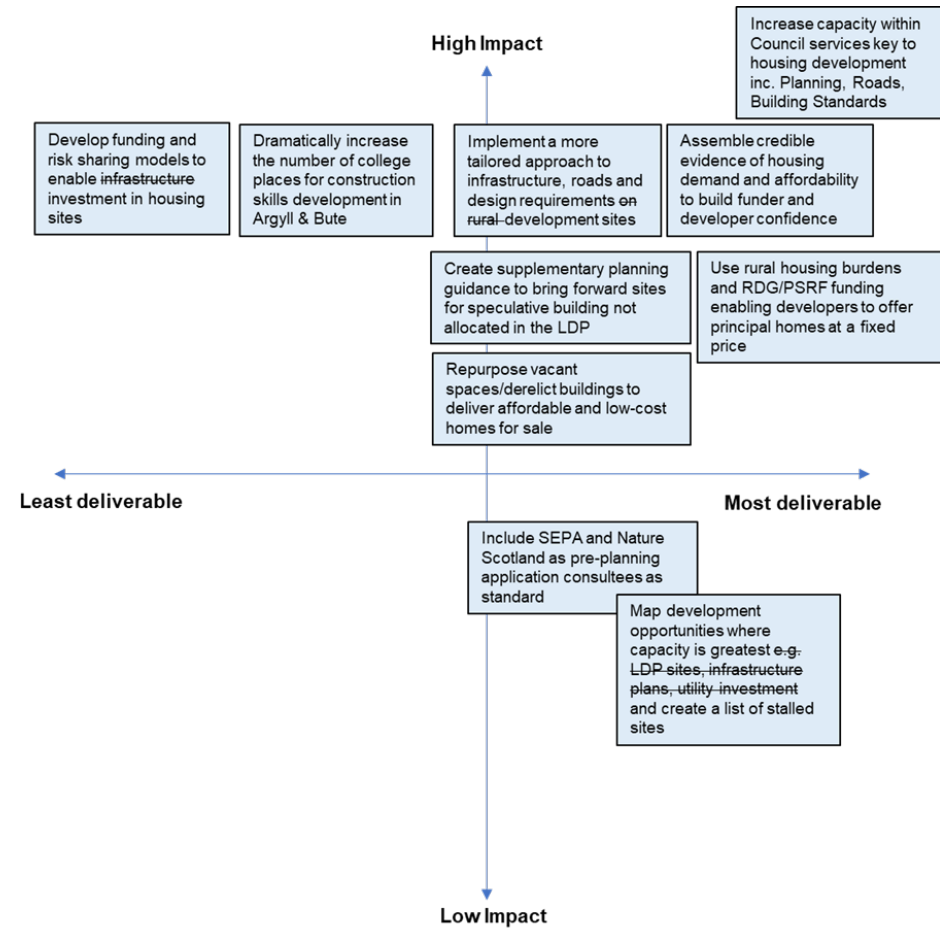 High Impact
Increase capacity within
Council services key to
housing development
inc. Planning, Roads,
Building Standards
Develop funding and
risk sharing models to
enable infrastructure
investment in housing
sites
Dramatically increase
the number of college
places for construction
skills development in
Argyll & Bute
Implement a more
tailored approach to
infrastructure, roads and
design requirements on
rural development sites
Assemble credible
evidence of housing
demand and affordability
to build funder and
developer confidence
Create supplementary planning
guidance to bring forward sites
for speculative building not
allocated in the LDP
Use rural housing burdens
and RDG/PSRF funding
enabling developers to offer
principal homes at a fixed
price
Repurpose vacant
spaces/derelict buildings to
deliver affordable and low-cost
homes for sale
Least deliverable
Most deliverable
Include SEPA and Nature
Scotland as pre-planning
application consultees as
standard
Map development
opportunities where
capacity is greatest e.g.
LDP sites, infrastructure
plans, utility investment
and create a list of stalled
sites
Low Impact